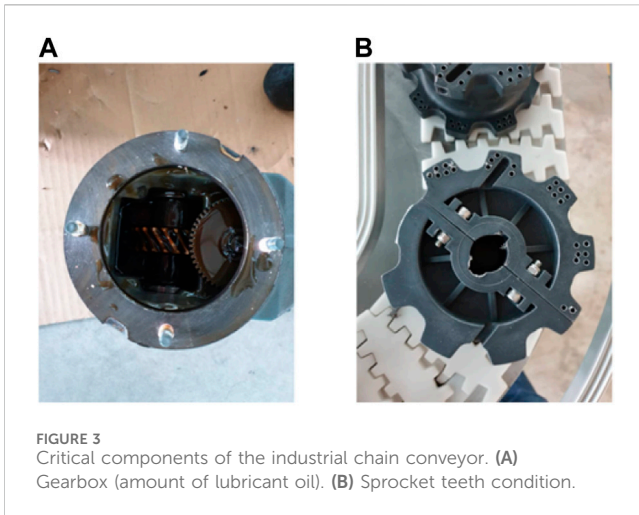 A
B
FIGURE 3
Critical components of the industrial chain conveyor. (A)
Gearbox (amount of lubricant oil). (B) Sprocket teeth condition.